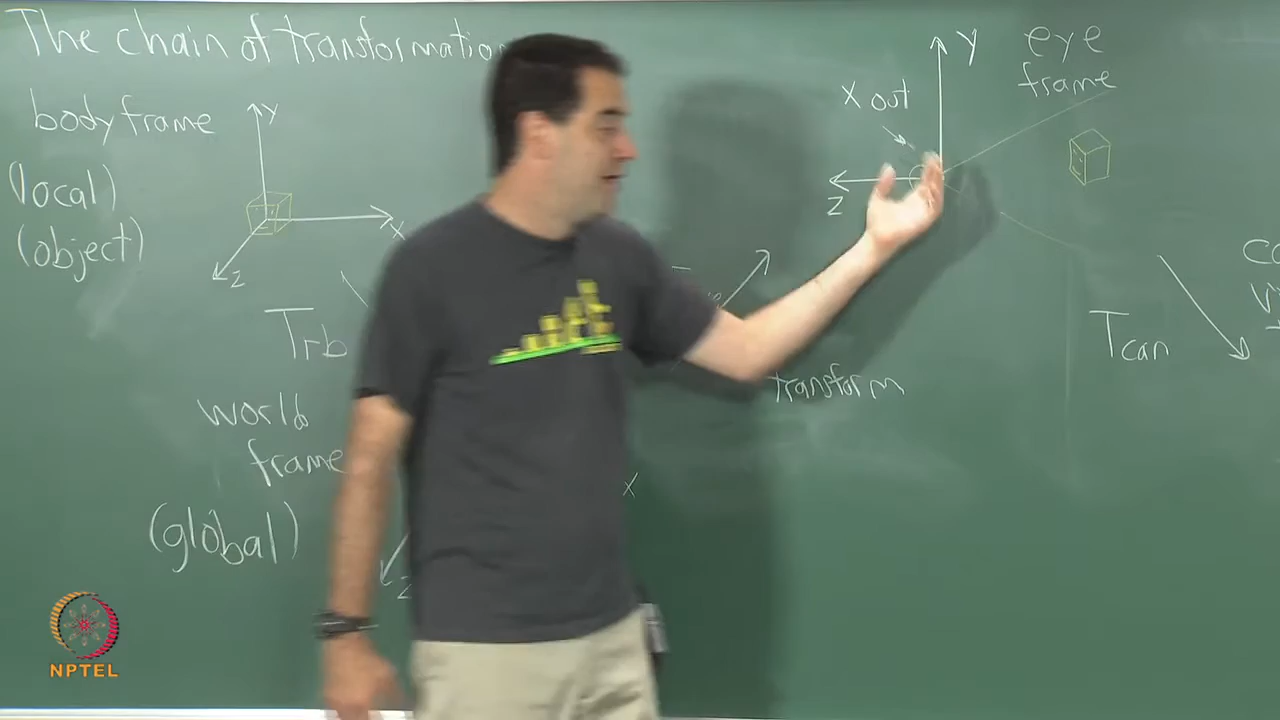 The chain of transformatio
body frame
(local)
(object)
Y
X
Z
Trb
world
frame
(global)
X
Z
transform
eye
frame
Y
X out
Z
Tcan
NPTEL